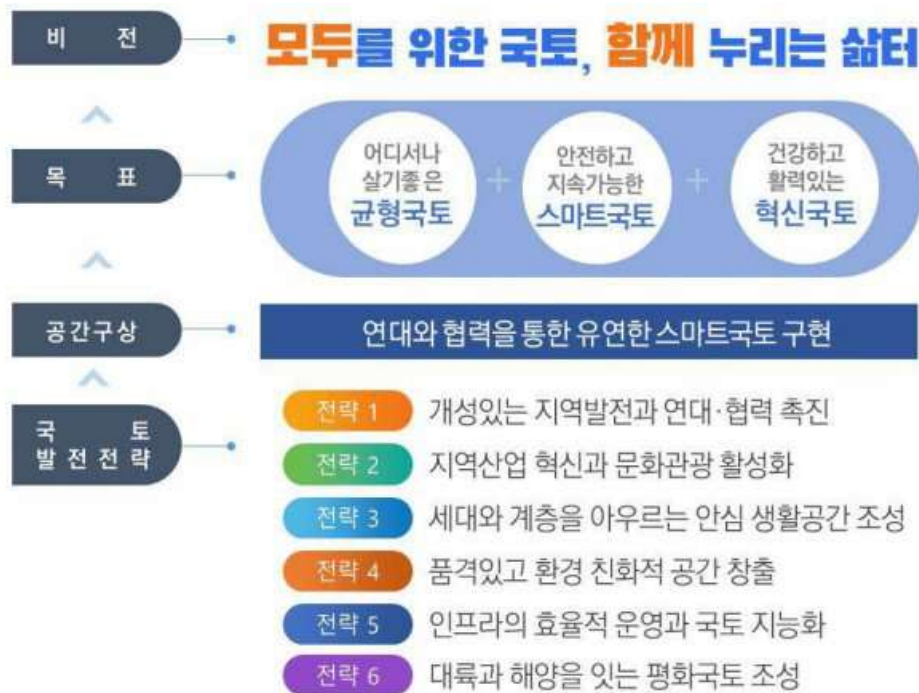 비 전
모두를 위한 국토, 함께 누리는 삶터
목 표
어디서나
살기좋은
균형국토
+
안전하고
지속가능한
스마트국토
+
건강하고
활력있는
혁신국토
공간구상
연대와 협력을 통한 유연한 스마트국토 구현
국 토
발전전략
전략 1 개성있는 지역발전과 연대·협력 촉진
전략 2 지역산업 혁신과 문화관광 활성화
전략 3 세대와 계층을 아우르는 안심 생활공간 조성
전략 4 품격있고 환경 친화적 공간 창출
전략 5 인프라의 효율적 운영과 국토 지능화
전략 6 대륙과 해양을 잇는 평화국토 조성